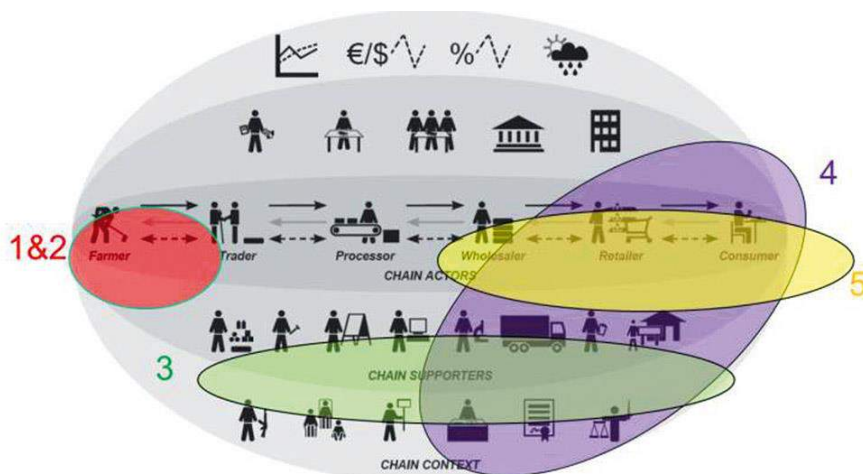 €/$ %
4
1&2
Farmer Trader Processor Wholesaler Retailer Consumer
CHAIN ACTORS
5
3
CHAIN SUPPORTERS
CHAIN CONTEXT